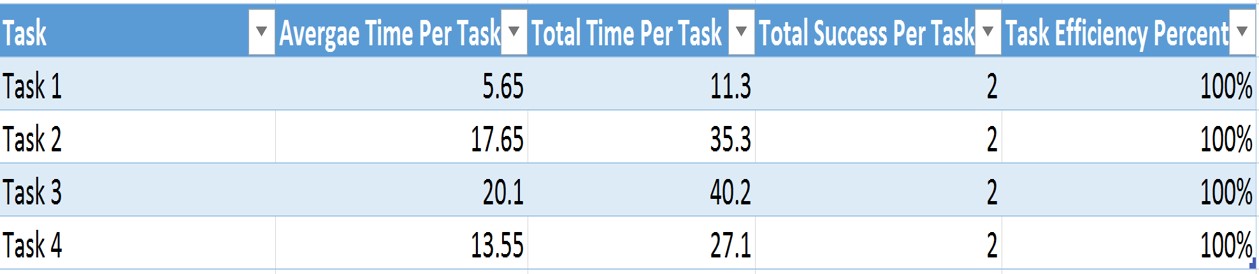 Task Avergae Time Per Task Total Time Per Task Total Success Per Task Task Efficiency Percent
Task 1 5.65 11.3 2 100%
Task 2 17.65 35.3 2 100%
Task 3 20.1 40.2 2 100%
Task 4 13.55 27.1 2 100%